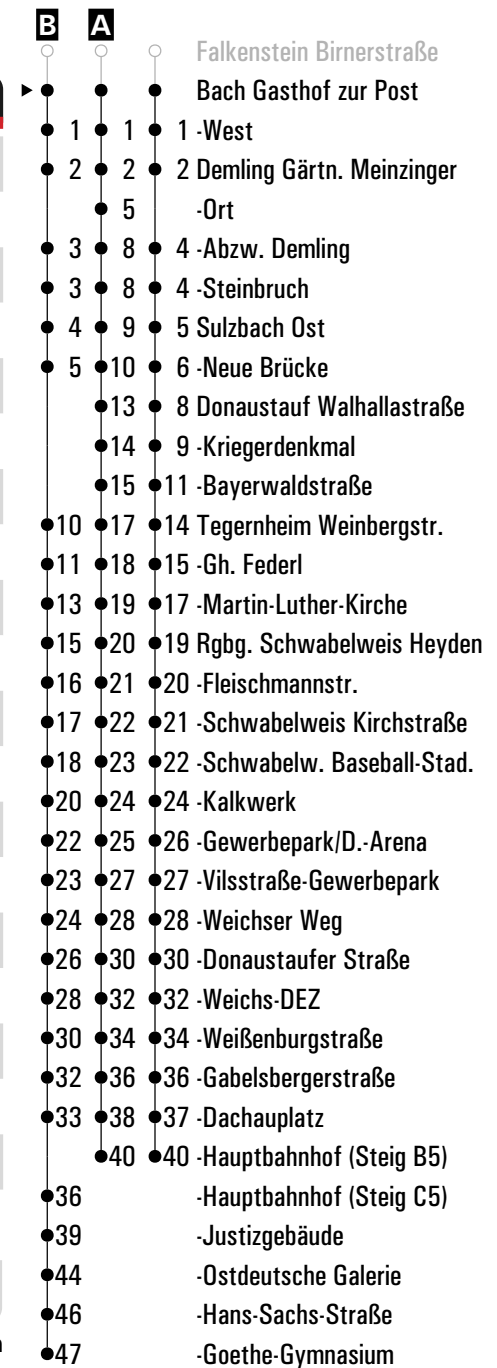 B A
Falkenstein Birnerstraße
Bach Gasthof zur Post
1 1 1 -West
2 2 2 Demling Gärtn. Meinzinger
5 -Ort
3 8 4 -Abzw. Demling
3 8 4 -Steinbruch
4 9 5 Sulzbach Ost
5 10 6 -Neue Brücke
13 8 Donaustauf Walhallastraße
14 9 -Kriegerdenkmal
15 11 -Bayerwaldstraße
10 17 14 Tegernheim Weinbergstr.
11 18 15 -Gh. Federl
13 19 17 -Martin-Luther-Kirche
15 20 19 Rgbg. Schwabelweis Heyden
16 21 20 -Fleischmannstr.
17 22 21 -Schwabelweis Kirchstraße
18 23 22 -Schwabelw. Baseball-Stad.
20 24 24 -Kalkwerk
22 25 26 -Gewerbepark/D.-Arena
23 27 27 -Vilsstraße-Gewerbepark
24 28 28 -Weichser Weg
26 30 30 -Donaustaufer Straße
28 32 32 -Weichs-DEZ
30 34 34 -Weißenburgstraße
32 36 36 -Gabelsbergerstraße
33 38 37 -Dachauplatz
40 40 -Hauptbahnhof (Steig B5)
36 -Hauptbahnhof (Steig C5)
39 -Justizgebäude
44 -Ostdeutsche Galerie
46 -Hans-Sachs-Straße
47 -Goethe-Gymnasium